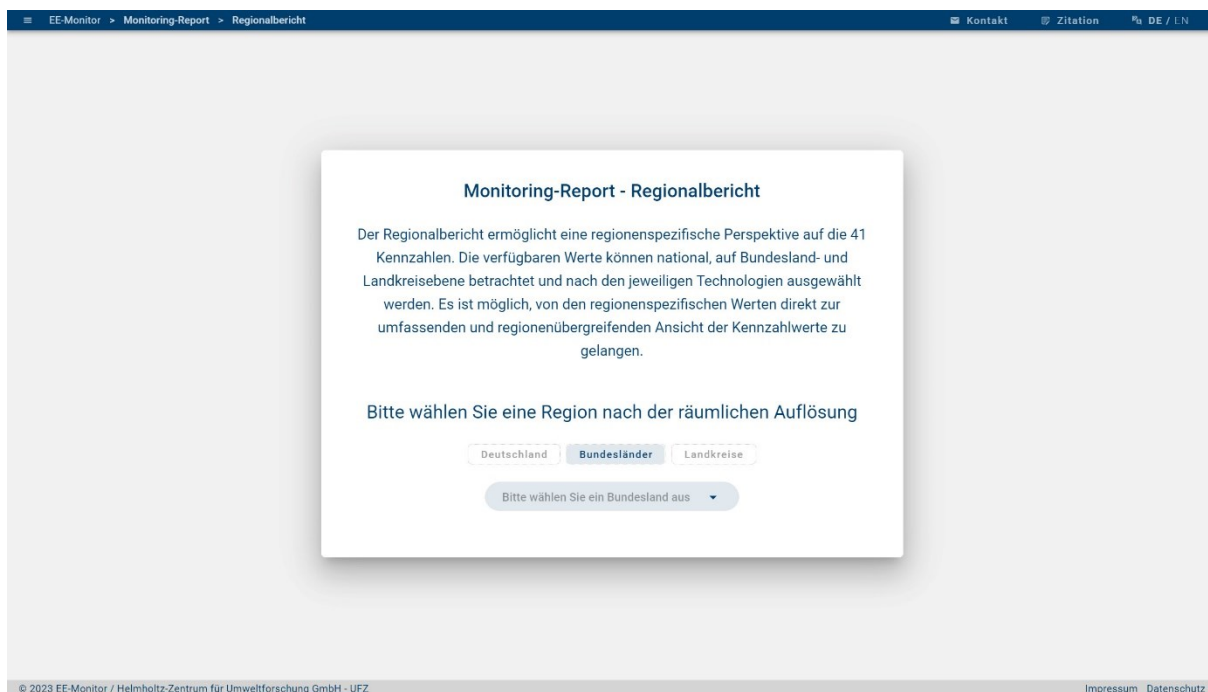 EE-Monitor > Monitoring-Report > Regionalbericht
Kontakt
Zitation
DE / EN
Monitoring-Report - Regionalbericht
Der Regionalbericht ermöglicht eine regionenspezifische Perspektive auf die 41
Kennzahlen. Die verfügbaren Werte können national, auf Bundesland- und
Landkreisebene betrachtet und nach den jeweiligen Technologien ausgewählt
werden. Es ist möglich, von den regionenspezifischen Werten direkt zur
umfassenden und regionenübergreifenden Ansicht der Kennzahlwerte zu
gelangen.
Bitte wählen Sie eine Region nach der räumlichen Auflösung
Deutschland
Bundesländer
Landkreise
Bitte wählen Sie ein Bundesland aus
© 2023 EE-Monitor / Helmholtz-Zentrum für Umweltforschung GmbH - UFZ
Impressum Datenschutz